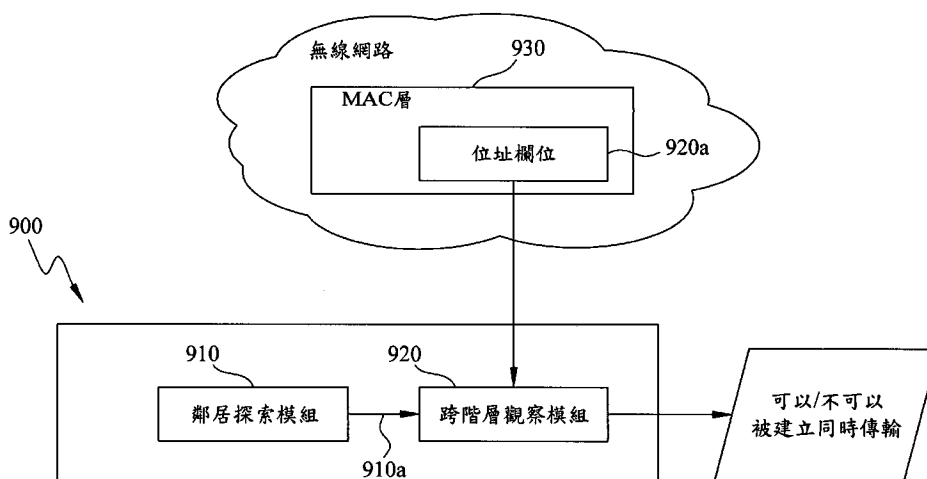 無線網路
930
MAC層
位址欄位
920a
900
910
920
鄰居探索模組
跨階層觀察模組
910a
可以/不可以
被建立同時傳輸